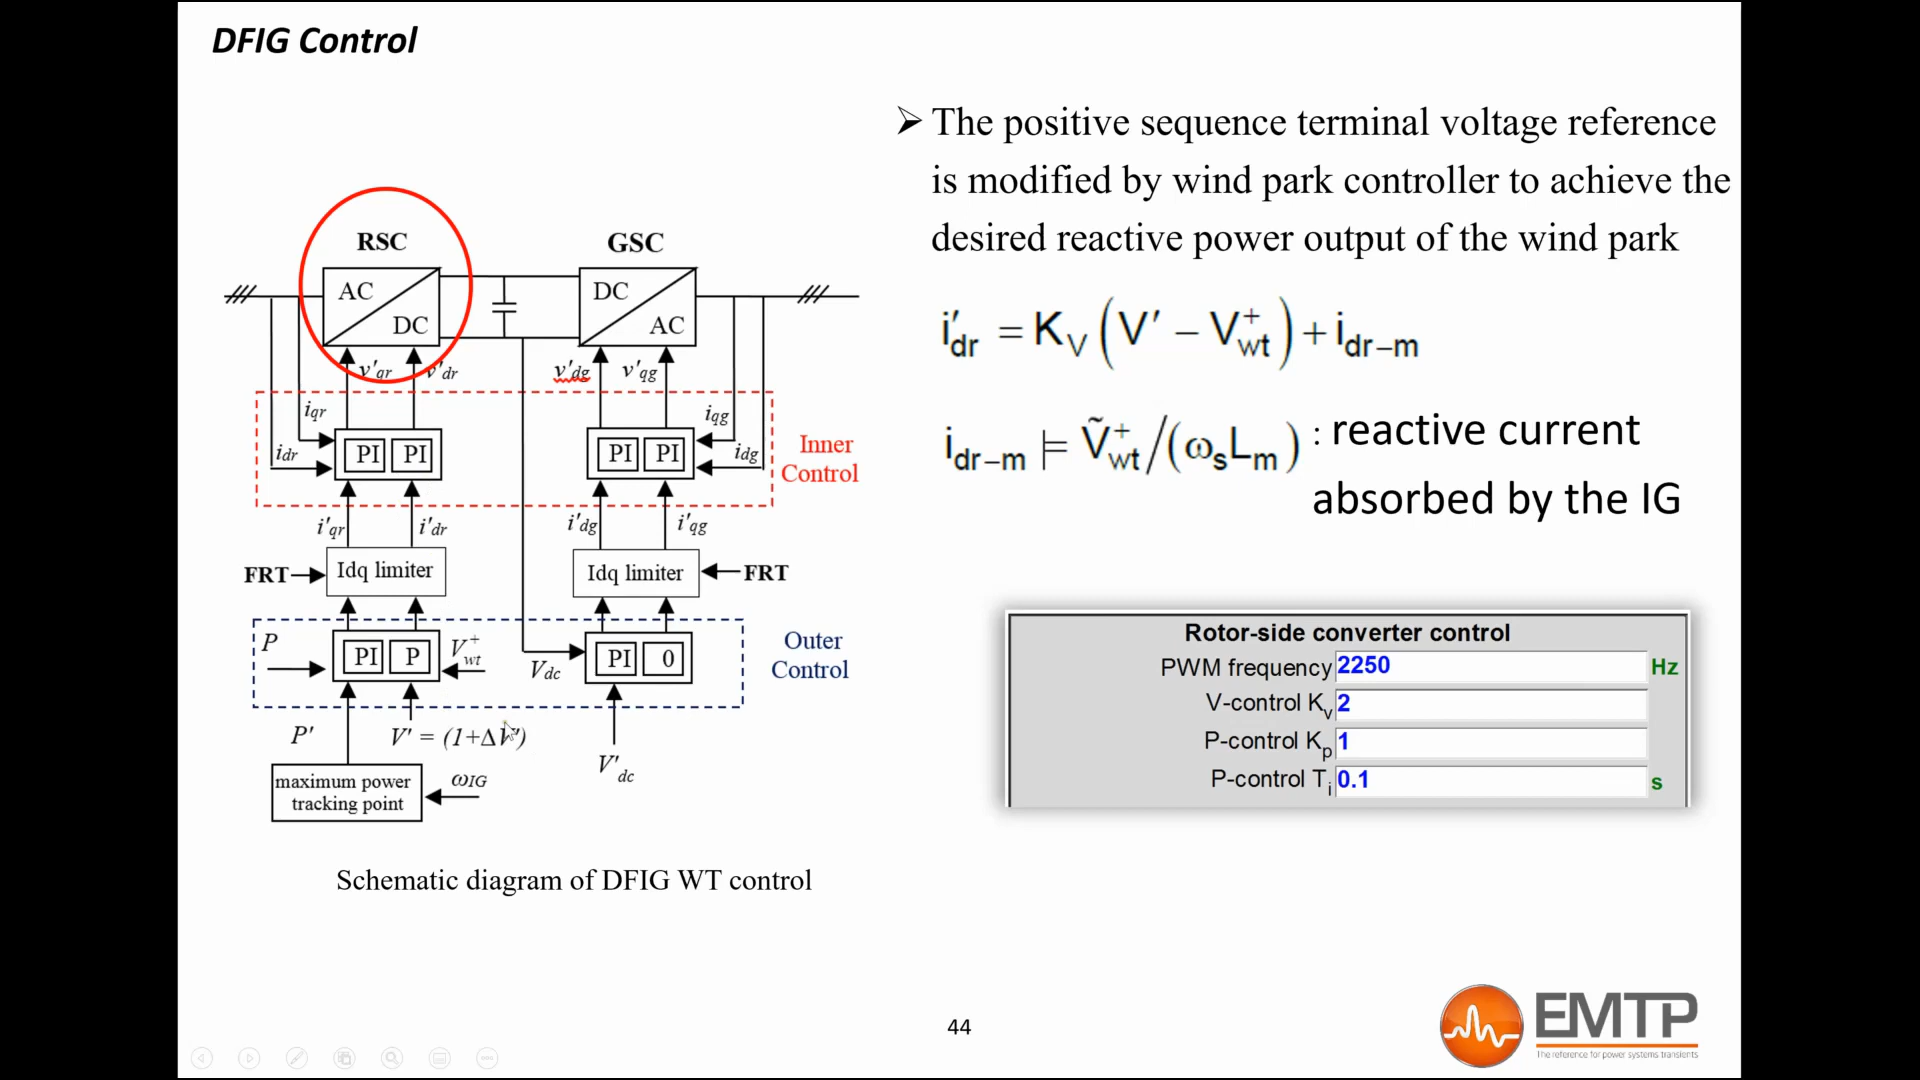 DFIG Control
➢ The positive sequence terminal voltage reference
is modified by wind park controller to achieve the
desired reactive power output of the wind park
i′dr = KV (V′ − V+wt) + idr−m
idr−m = Ṽ+wt /(ωsLm) : reactive current
absorbed by the IG
RSC
GSC
AC
DC
DC
AC
v'qr
v'dr
v'dg
v'qg
iqr
idr
iqg
idg
PI
PI
PI
PI
Inner
Control
i'qr
i'dr
i'dg
i'qg
FRT
Idq limiter
Idq limiter
FRT
P
PI
P
V+wt
Vdc
PI
0
Outer
Control
P'
V' = (1+ΔV')
V'dc
maximum power
tracking point
ωIG
Schematic diagram of DFIG WT control
Rotor-side converter control
PWM frequency 2250 Hz
V-control Kv 2
P-control Kp 1
P-control Ti 0.1 s
44
EMTP
The reference for power systems transients